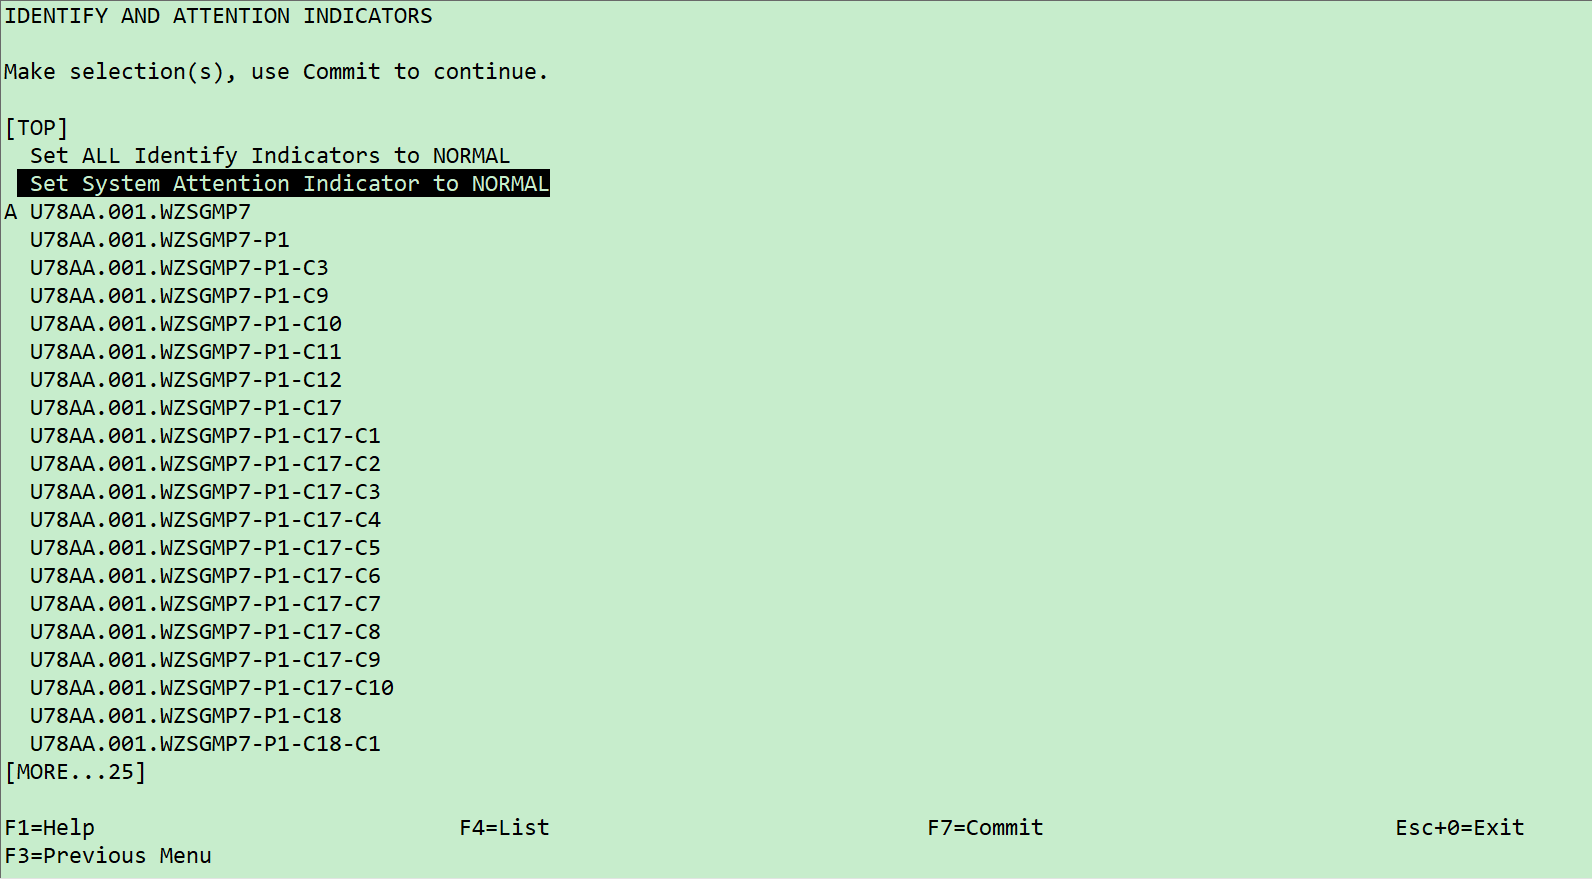 IDENTIFY AND ATTENTION INDICATORS
Make selection(s), use Commit to continue.
[TOP]
Set ALL Identify Indicators to NORMAL
Set System Attention Indicator to NORMAL
A U78AA.001.WZSGMP7
U78AA.001.WZSGMP7-P1
U78AA.001.WZSGMP7-P1-C3
U78AA.001.WZSGMP7-P1-C9
U78AA.001.WZSGMP7-P1-C10
U78AA.001.WZSGMP7-P1-C11
U78AA.001.WZSGMP7-P1-C12
U78AA.001.WZSGMP7-P1-C17
U78AA.001.WZSGMP7-P1-C17-C1
U78AA.001.WZSGMP7-P1-C17-C2
U78AA.001.WZSGMP7-P1-C17-C3
U78AA.001.WZSGMP7-P1-C17-C4
U78AA.001.WZSGMP7-P1-C17-C5
U78AA.001.WZSGMP7-P1-C17-C6
U78AA.001.WZSGMP7-P1-C17-C7
U78AA.001.WZSGMP7-P1-C17-C8
U78AA.001.WZSGMP7-P1-C17-C9
U78AA.001.WZSGMP7-P1-C17-C10
U78AA.001.WZSGMP7-P1-C18
U78AA.001.WZSGMP7-P1-C18-C1
[MORE...25]
F1=Help F4=List F7=Commit Esc+0=Exit
F3=Previous Menu